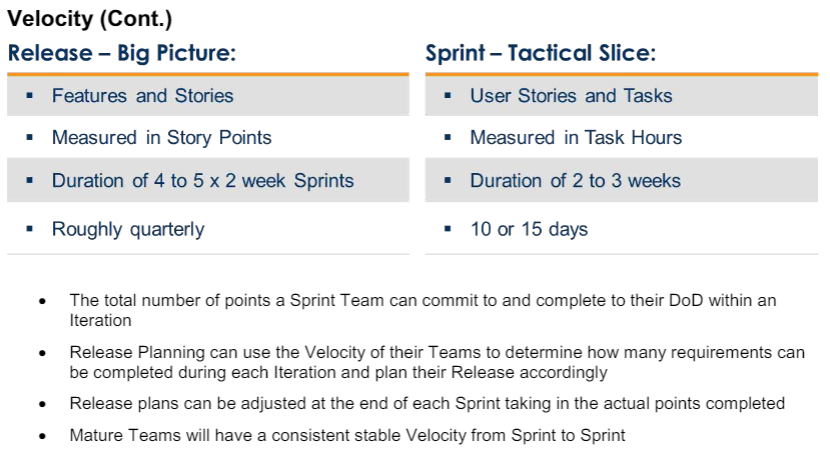 Velocity (Cont.)
Release – Big Picture:
▪ Features and Stories
▪ Measured in Story Points
▪ Duration of 4 to 5 x 2 week Sprints
▪ Roughly quarterly
Sprint – Tactical Slice:
▪ User Stories and Tasks
▪ Measured in Task Hours
▪ Duration of 2 to 3 weeks
▪ 10 or 15 days
• The total number of points a Sprint Team can commit to and complete to their DoD within an
Iteration
• Release Planning can use the Velocity of their Teams to determine how many requirements can
be completed during each Iteration and plan their Release accordingly
• Release plans can be adjusted at the end of each Sprint taking in the actual points completed
• Mature Teams will have a consistent stable Velocity from Sprint to Sprint